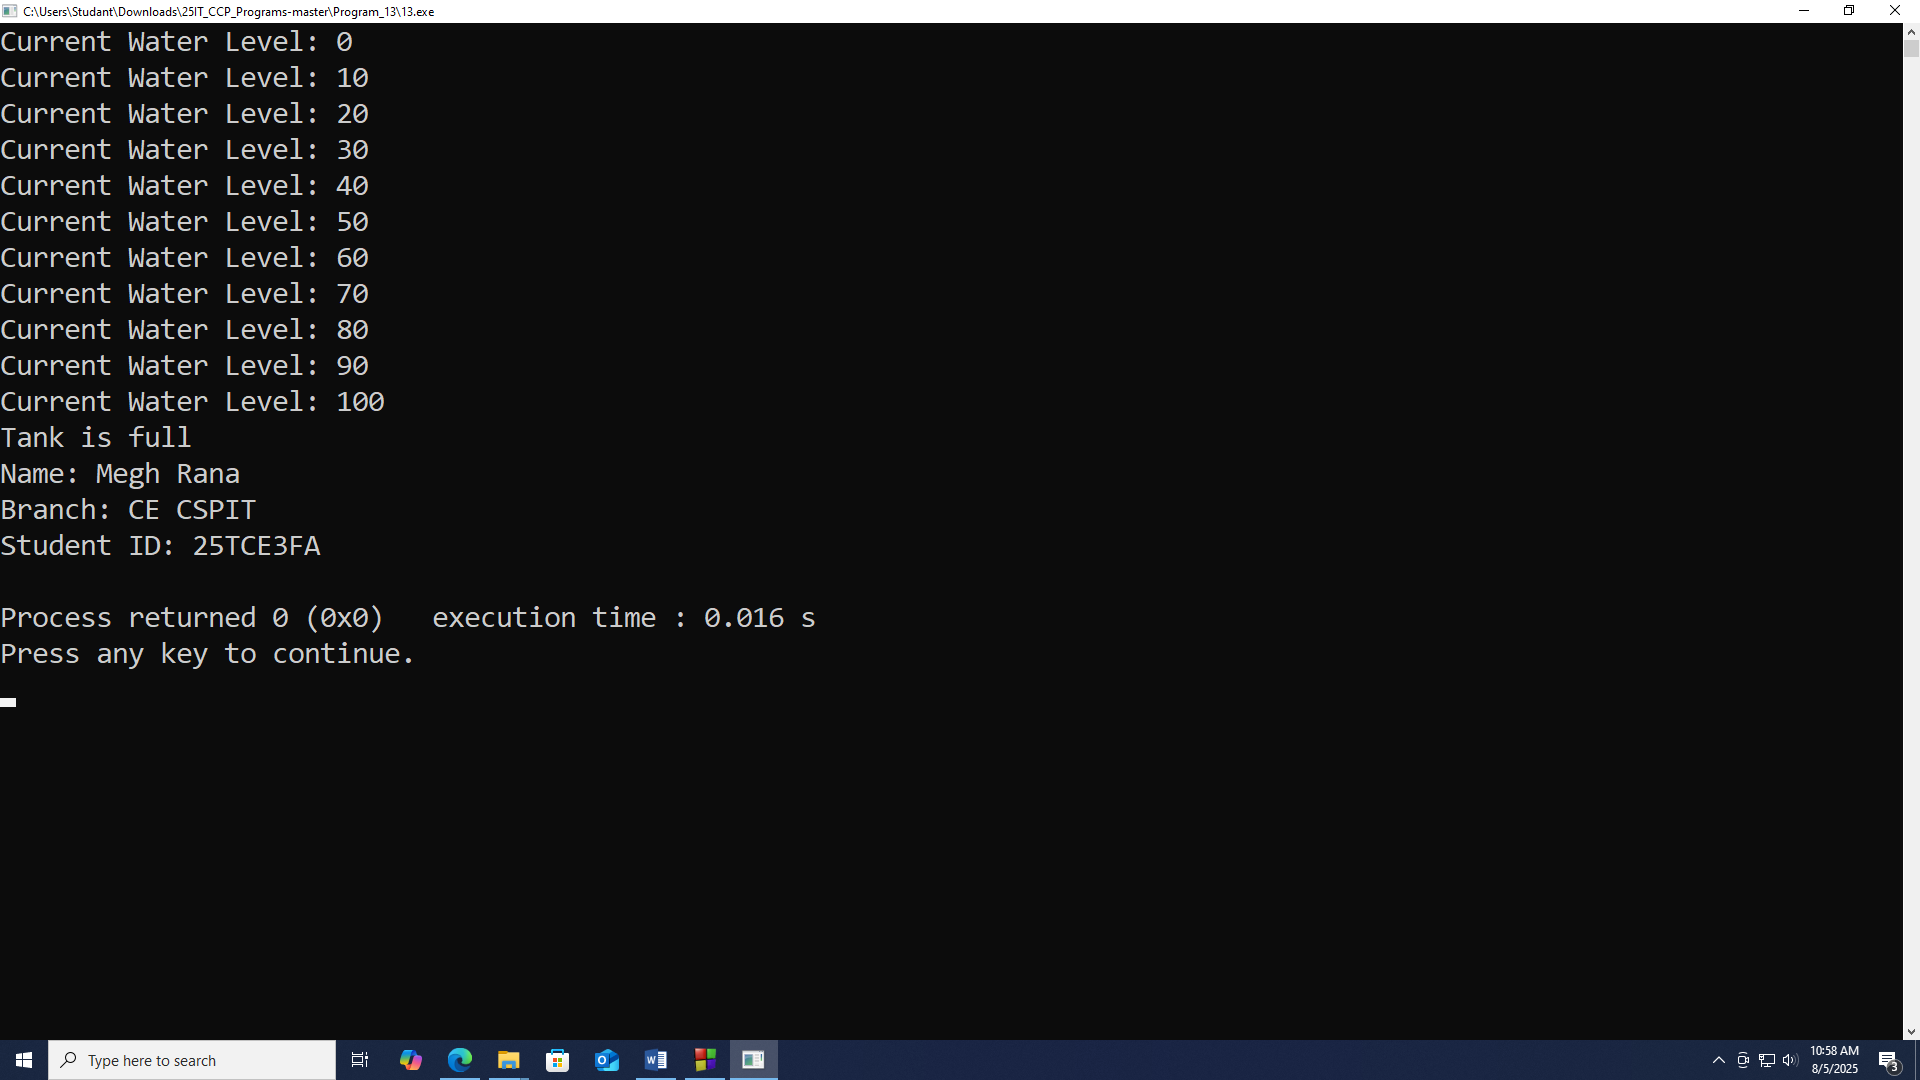 C:\Users\Studant\Downloads\25IT_CCP_Programs-master\Program_13\13.exe
Current Water Level: 0
Current Water Level: 10
Current Water Level: 20
Current Water Level: 30
Current Water Level: 40
Current Water Level: 50
Current Water Level: 60
Current Water Level: 70
Current Water Level: 80
Current Water Level: 90
Current Water Level: 100
Tank is full
Name: Megh Rana
Branch: CE CSPIT
Student ID: 25TCE3FA
Process returned 0 (0x0)   execution time : 0.016 s
Press any key to continue.
Type here to search
10:58 AM
8/5/2025
3